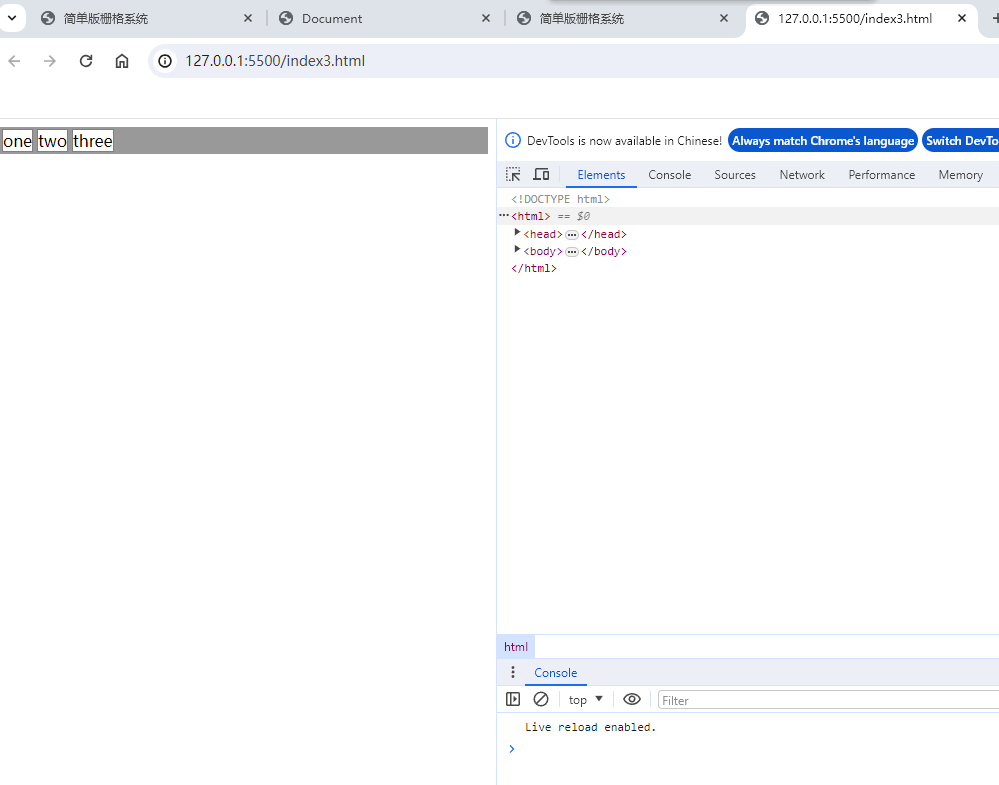 简单版栅格系统
Document
简单版栅格系统
127.0.0.1:5500/index3.html
127.0.0.1:5500/index3.html
one two three
DevTools is now available in Chinese! Always match Chrome's language Switch DevTo
Elements Console Sources Network Performance Memory
<!DOCTYPE html>
<html> == $0
<head> … </head>
<body> … </body>
</html>
html
Console
top Filter
Live reload enabled.